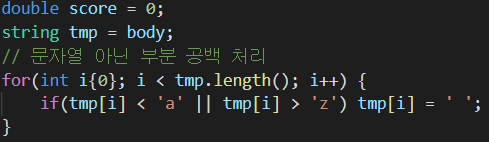 double score = 0;
string tmp = body;
// 문자열 아닌 부분 공백 처리
for(int i{0}; i < tmp.length(); i++) {
    if(tmp[i] < 'a' || tmp[i] > 'z') tmp[i] = ' ';
}